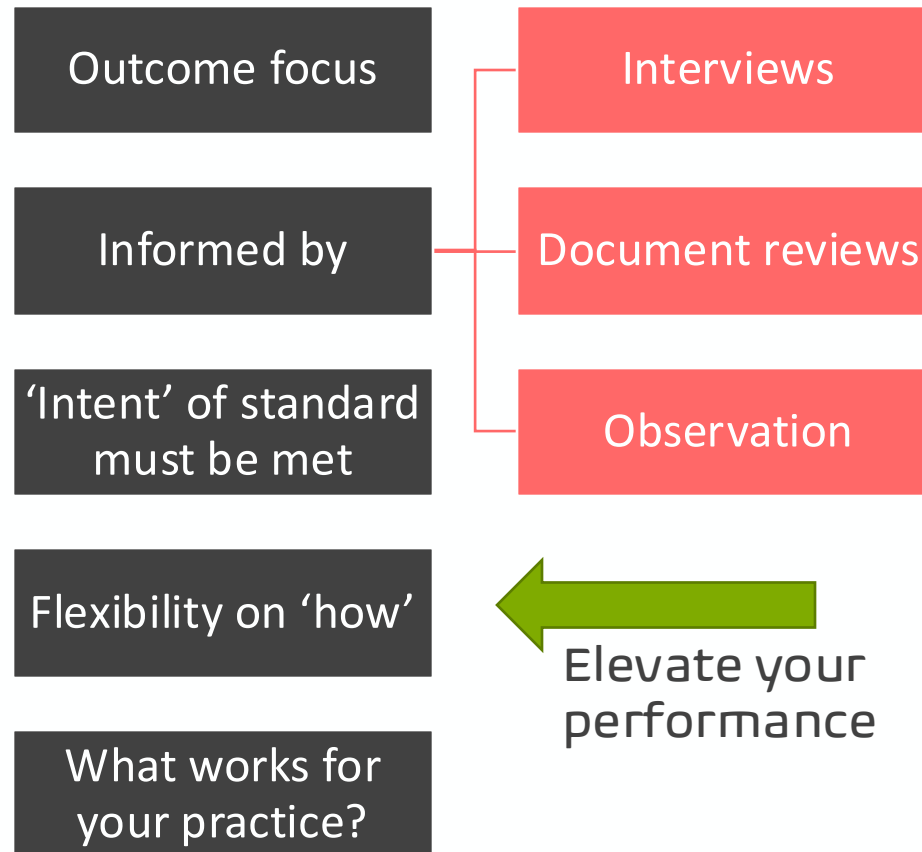 Outcome focus
Interviews
Informed by
Document reviews
‘Intent’ of standard
must be met
Observation
Flexibility on ‘how’
Elevate your
performance
What works for
your practice?